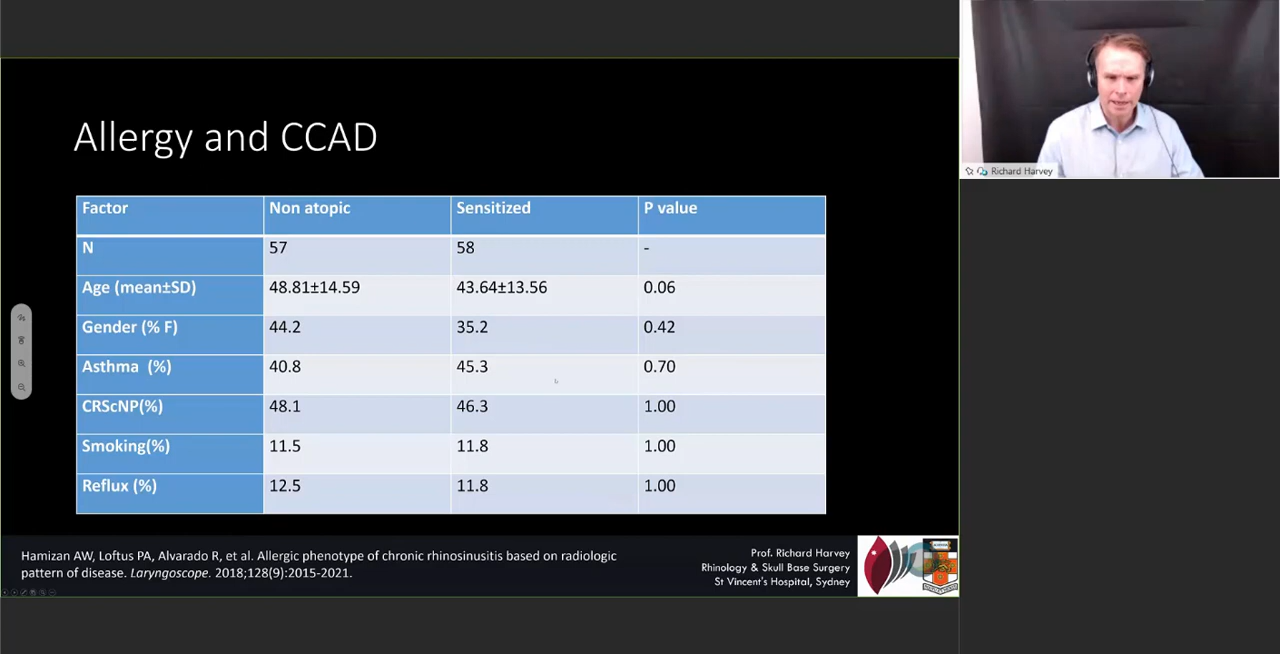 Allergy and CCAD
Factor Non atopic Sensitized P value
N 57 58 -
Age (mean±SD) 48.81±14.59 43.64±13.56 0.06
Gender (% F) 44.2 35.2 0.42
Asthma (%) 40.8 45.3 0.70
CRScNP(%) 48.1 46.3 1.00
Smoking(%) 11.5 11.8 1.00
Reflux (%) 12.5 11.8 1.00
Hamizan AW, Loftus PA, Alvarado R, et al. Allergic phenotype of chronic rhinosinusitis based on radiologic
pattern of disease. Laryngoscope. 2018;128(9):2015-2021.
Prof. Richard Harvey
Rhinology & Skull Base Surgery
St Vincent's Hospital, Sydney
Richard Harvey